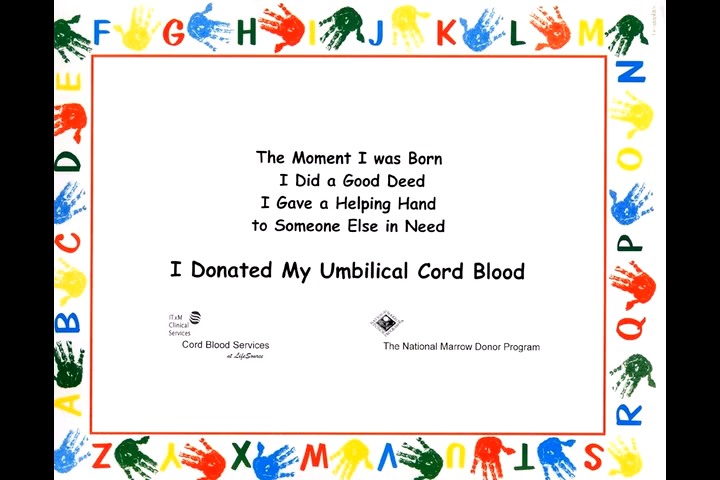 F G H I J K L M
N O P Q R
The Moment I was Born
I Did a Good Deed
I Gave a Helping Hand
to Someone Else in Need
I Donated My Umbilical Cord Blood
ITxM
Clinical
Services
Cord Blood Services
at LifeSource
The National Marrow Donor Program
A B C D E
Z Y X W V U T S